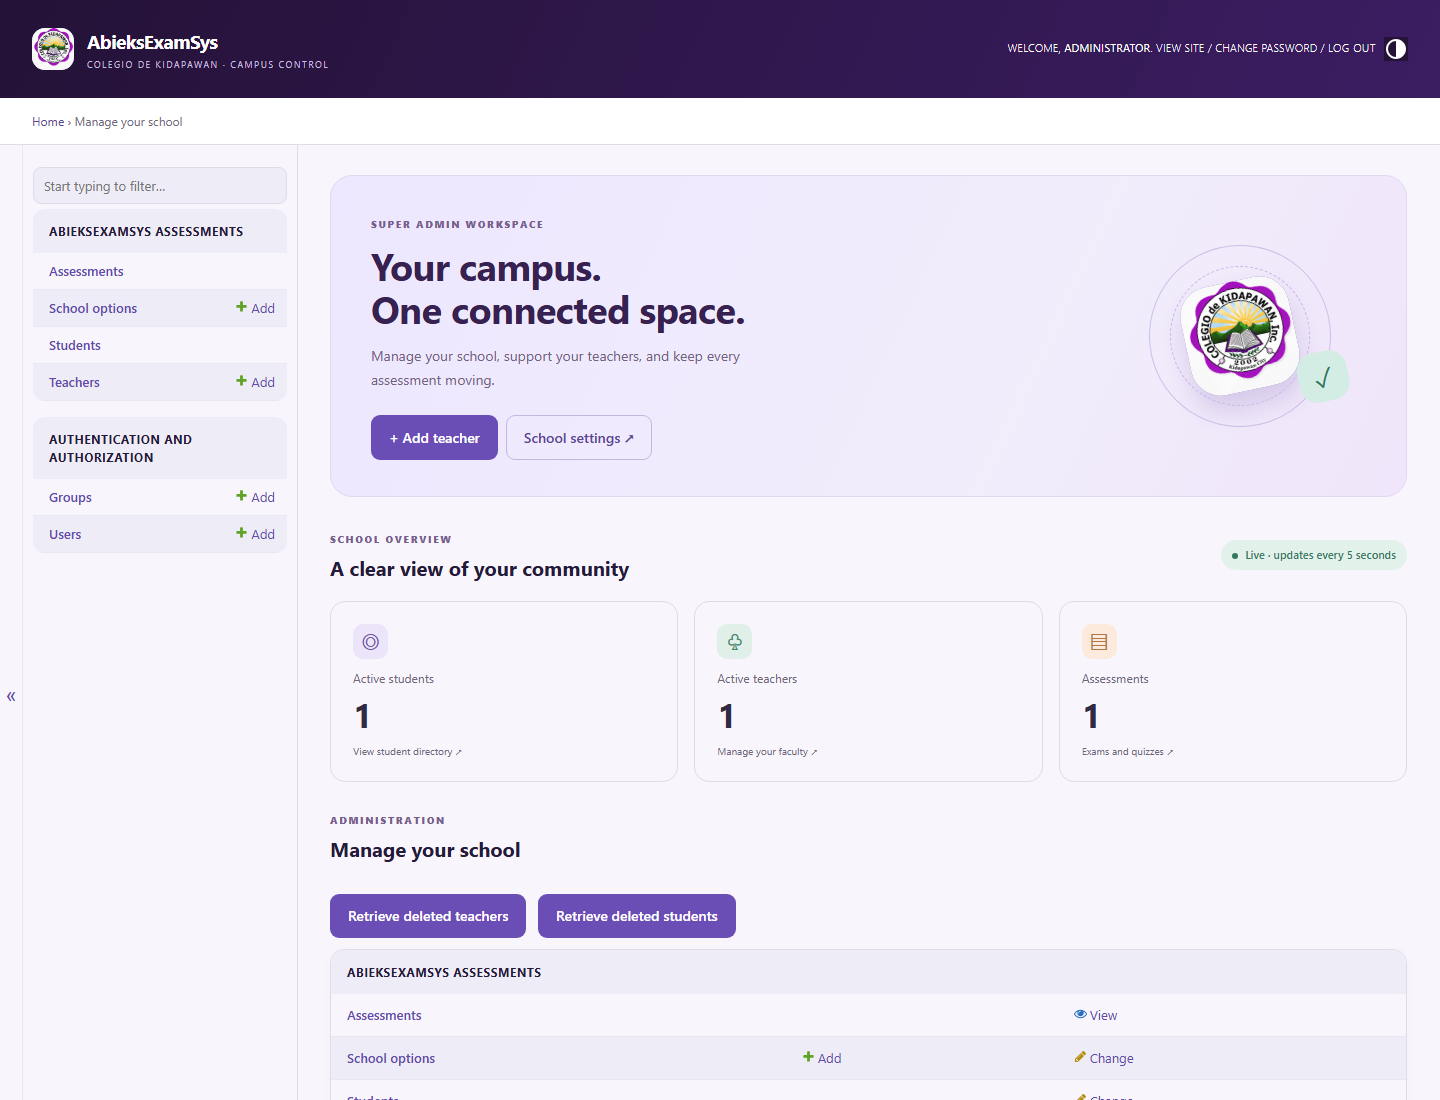 AbieksExamSys
COLEGIO DE KIDAPAWAN · CAMPUS CONTROL
WELCOME, ADMINISTRATOR. VIEW SITE / CHANGE PASSWORD / LOG OUT
Home › Manage your school
Start typing to filter...
ABIEKSEXAMSYS ASSESSMENTS
Assessments
School options + Add
Students
Teachers + Add
AUTHENTICATION AND
AUTHORIZATION
Groups + Add
Users + Add
«
SUPER ADMIN WORKSPACE
Your campus.
One connected space.
Manage your school, support your teachers, and keep every
assessment moving.
+ Add teacher
School settings ↗
COLEGIO de KIDAPAWAN, Inc.
2002
Kidapawan City
√
SCHOOL OVERVIEW
A clear view of your community
Live · updates every 5 seconds
Active students
1
View student directory ↗
Active teachers
1
Manage your faculty ↗
Assessments
1
Exams and quizzes ↗
ADMINISTRATION
Manage your school
Retrieve deleted teachers
Retrieve deleted students
ABIEKSEXAMSYS ASSESSMENTS
Assessments View
School options + Add Change
Students Change